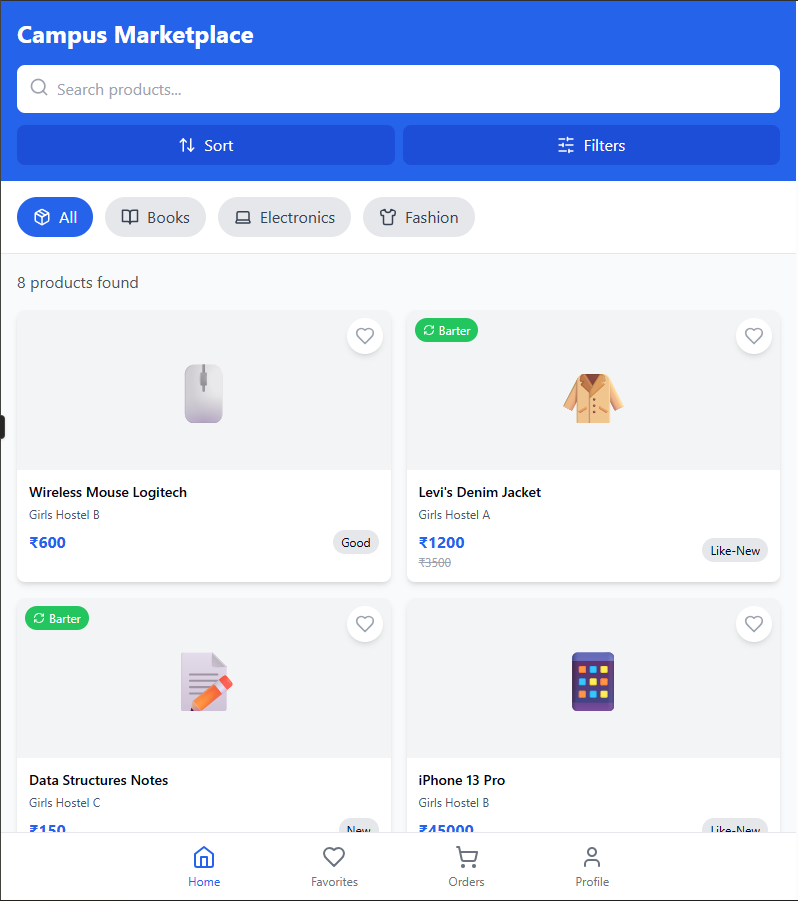 Campus Marketplace
Search products...
Sort
Filters
All
Books
Electronics
Fashion
8 products found
Wireless Mouse Logitech
Girls Hostel B
₹600
Good
Barter
Levi's Denim Jacket
Girls Hostel A
₹1200
₹3500
Like-New
Barter
Data Structures Notes
Girls Hostel C
₹150
New
iPhone 13 Pro
Girls Hostel B
₹45000
Like-New
Home
Favorites
Orders
Profile